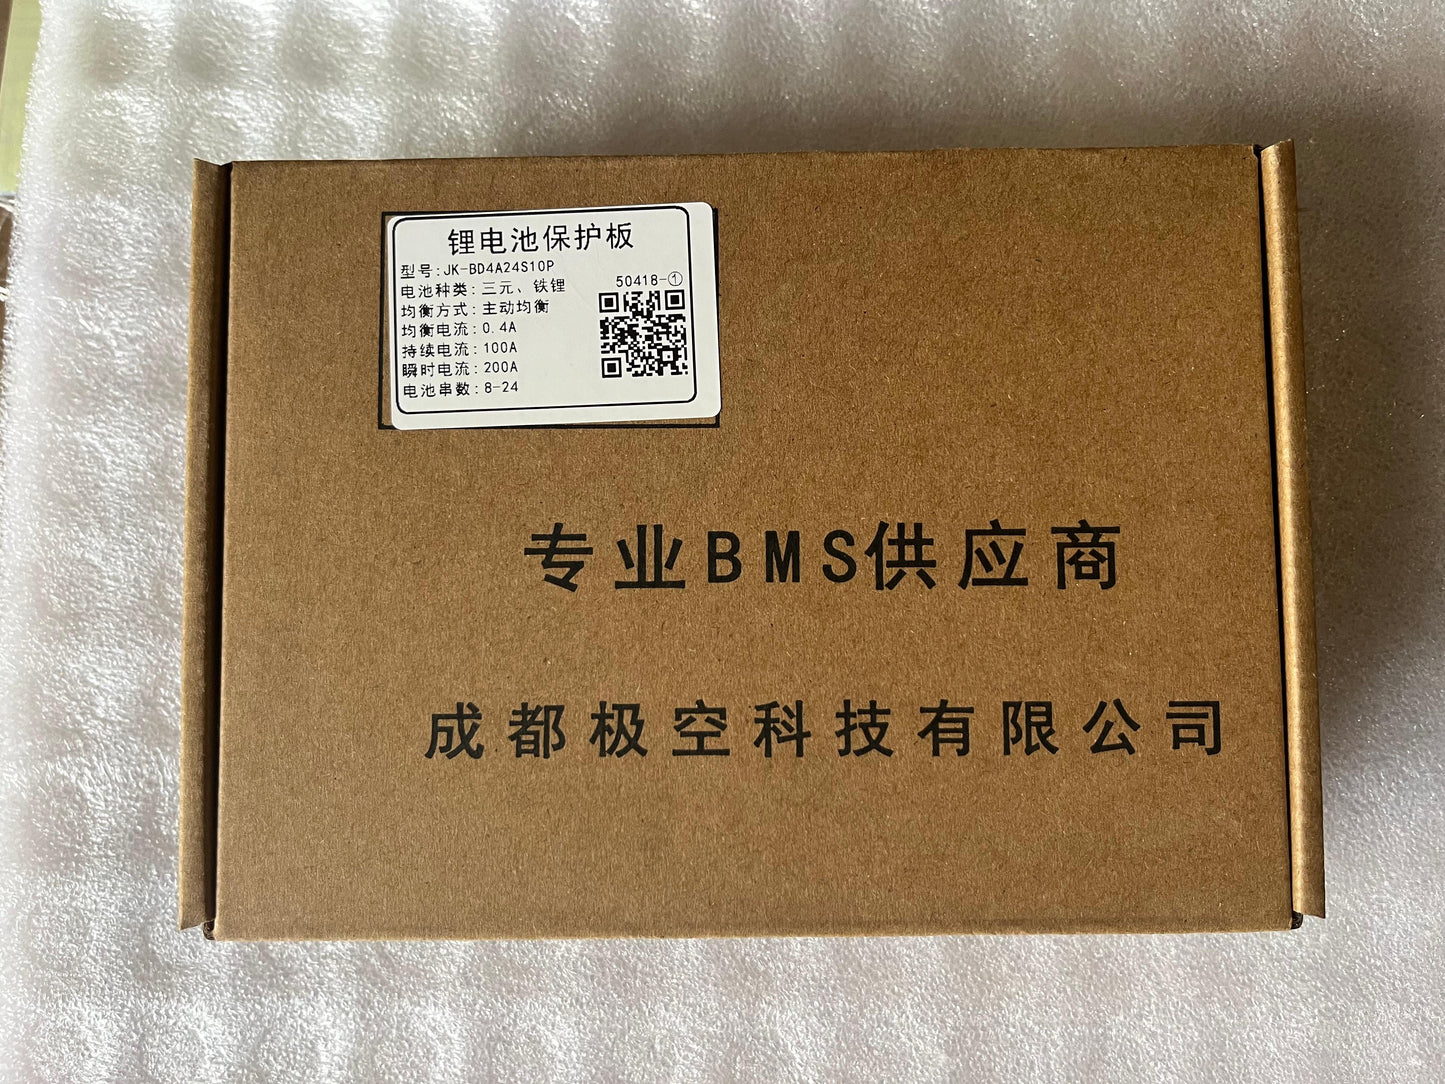 锂电池保护板
型号:JK-BD4A24S10P
电池种类:三元、铁锂
50418-①
均衡方式:主动均衡
均衡电流:0.4A
持续电流:100A
瞬时电流:200A
电池串数:8-24
专业BMS供应商
成都极空科技有限公司